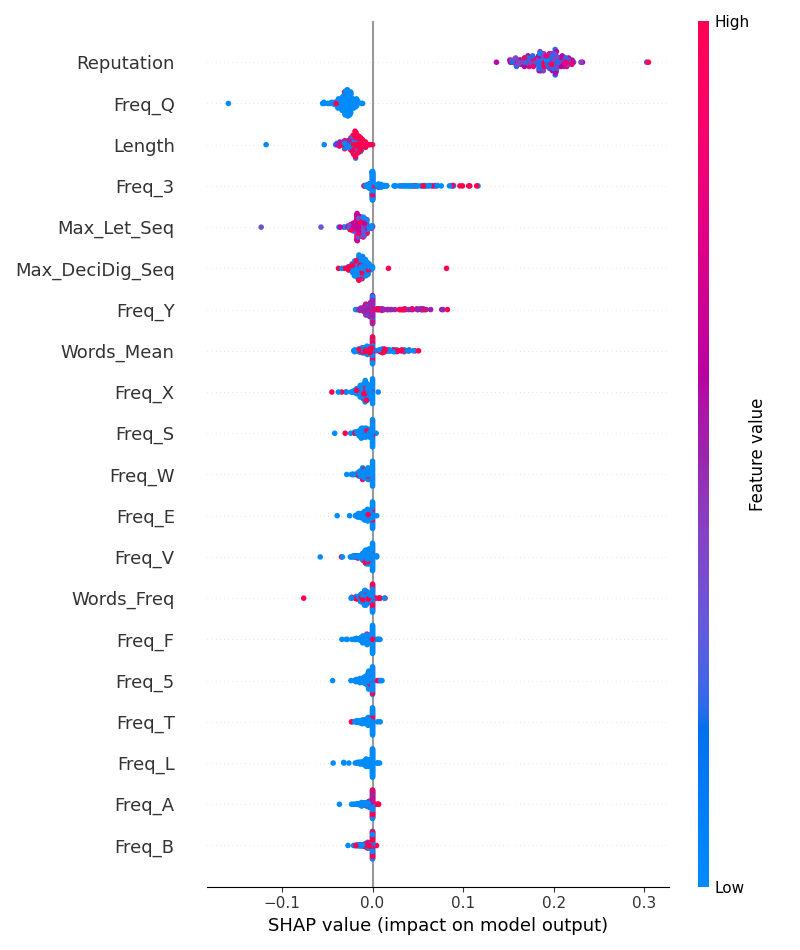 High
Reputation
Freq_Q
Length
Freq_3
Max_Let_Seq
Max_DeciDig_Seq
Freq_Y
Words_Mean
Freq_X
Freq_S
Freq_W
Freq_E
Freq_V
Words_Freq
Freq_F
Freq_5
Freq_T
Freq_L
Freq_A
Freq_B
Feature value
Low
−0.1 0.0 0.1 0.2 0.3
SHAP value (impact on model output)